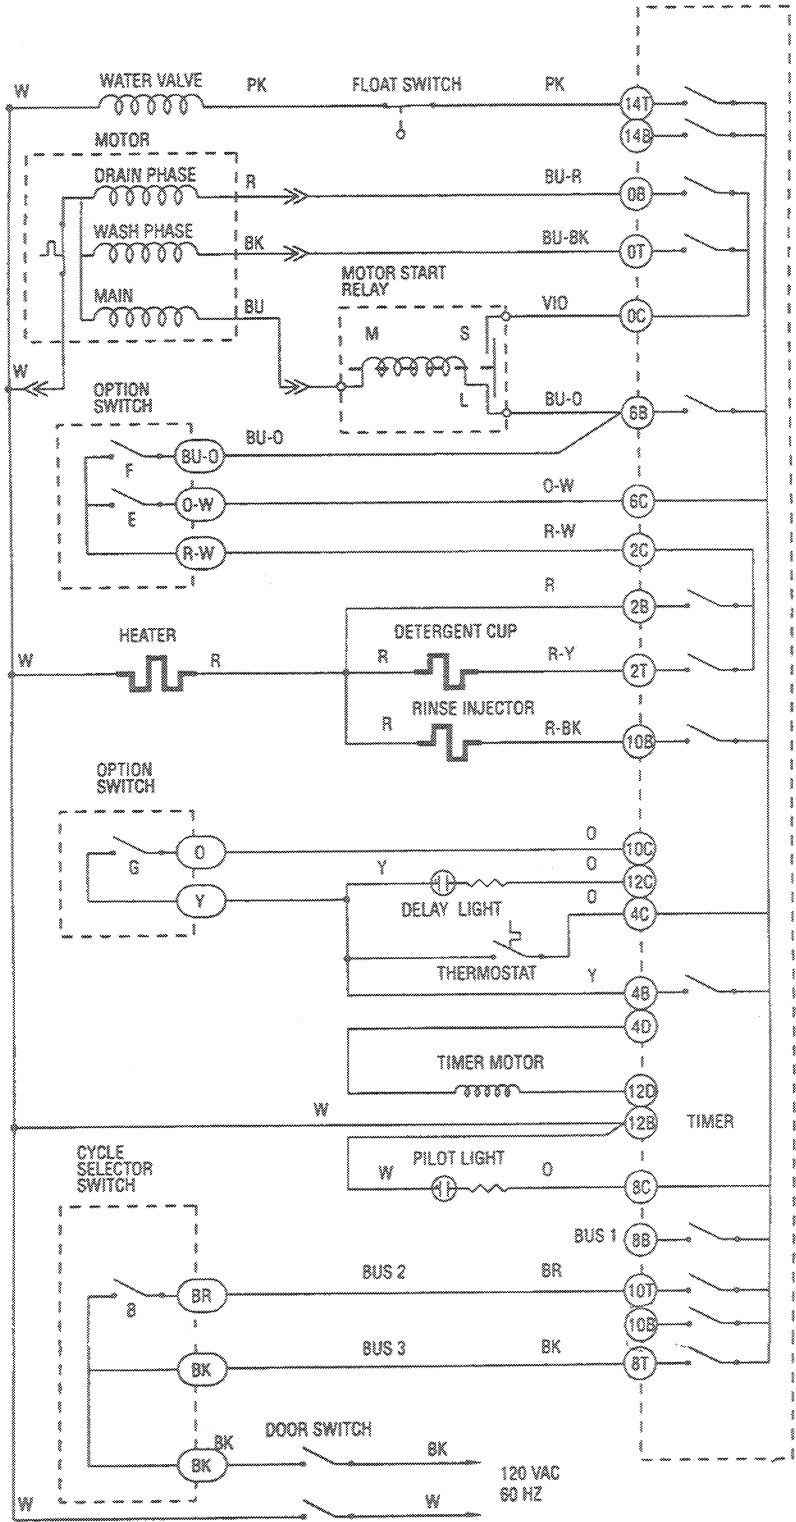 WATER VALVE
W
PK
FLOAT SWITCH
PK
14T
14B
MOTOR
DRAIN PHASE
R
BU-R
0B
WASH PHASE
BK
BU-BK
0T
MOTOR START
RELAY
MAIN
BU
VIO
0C
M
S
W
OPTION
SWITCH
L
BU-O
6B
BU-O
F
BU-O
E
O-W
O-W
6C
R-W
R-W
2C
R
2B
HEATER
DETERGENT CUP
W
R
R
R-Y
2T
RINSE INJECTOR
R
R-BK
10B
OPTION
SWITCH
O
10C
G
O
O
12C
Y
DELAY LIGHT
Y
O
4C
THERMOSTAT
Y
4B
4D
TIMER MOTOR
12D
W
12B
TIMER
CYCLE
SELECTOR
SWITCH
PILOT LIGHT
W
O
8C
BUS 1
8B
BUS 2
BR
B
BR
10T
10B
BUS 3
BK
BK
8T
DOOR SWITCH
BK
BK
BK
120 VAC
60 HZ
W
W